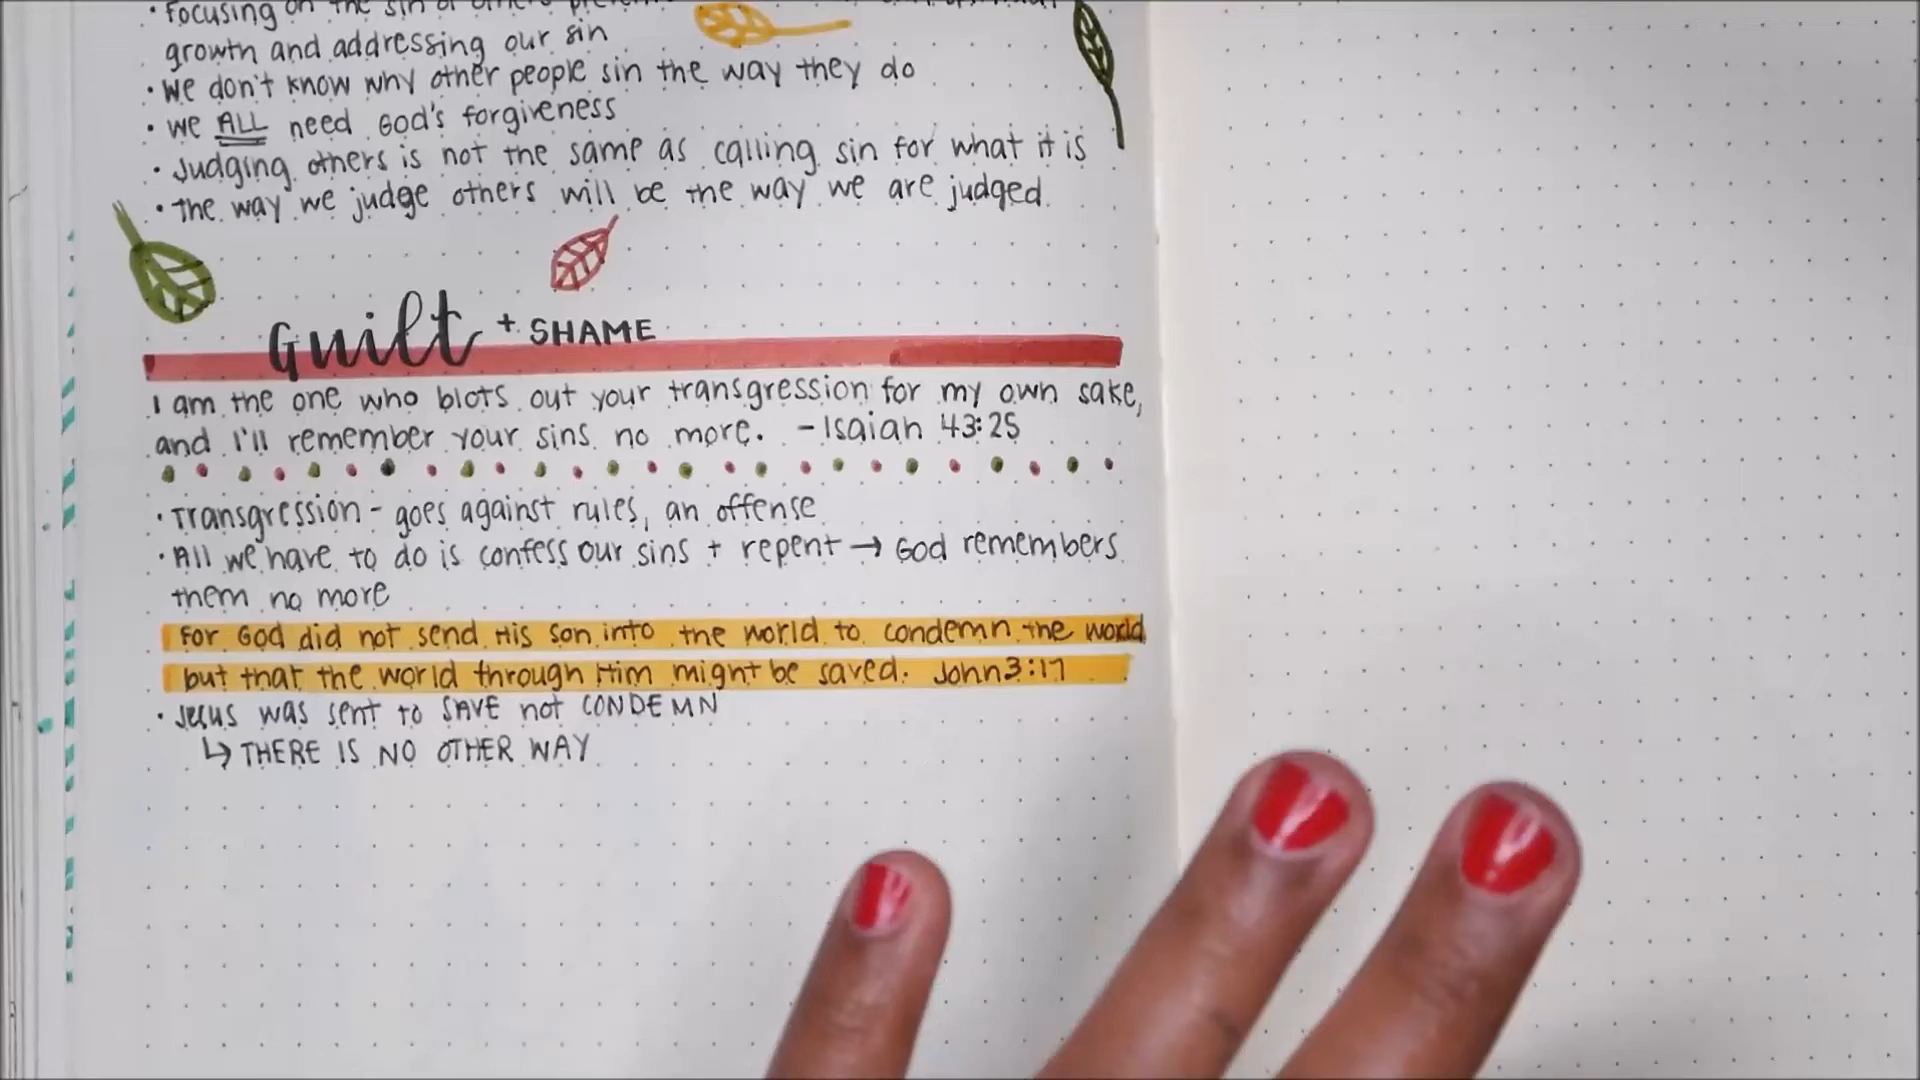 • Focusing on the sin of others
growth and addressing our sin
• We don't know why other people sin the way they do
• We ALL need God's forgiveness
• Judging others is not the same as calling sin for what it is
• The way we judge others will be the way we are judged.
Guilt + SHAME
I am the one who blots out your transgression for my own sake,
and I'll remember your sins no more. - Isaiah 43:25
• Transgression - goes against rules, an offense
• All we have to do is confess our sins + repent → God remembers
them no more
For God did not send His son into the world to condemn the world
but that the world through Him might be saved. John 3:17
• Jesus was sent to SAVE not CONDEMN
↳ THERE IS NO OTHER WAY